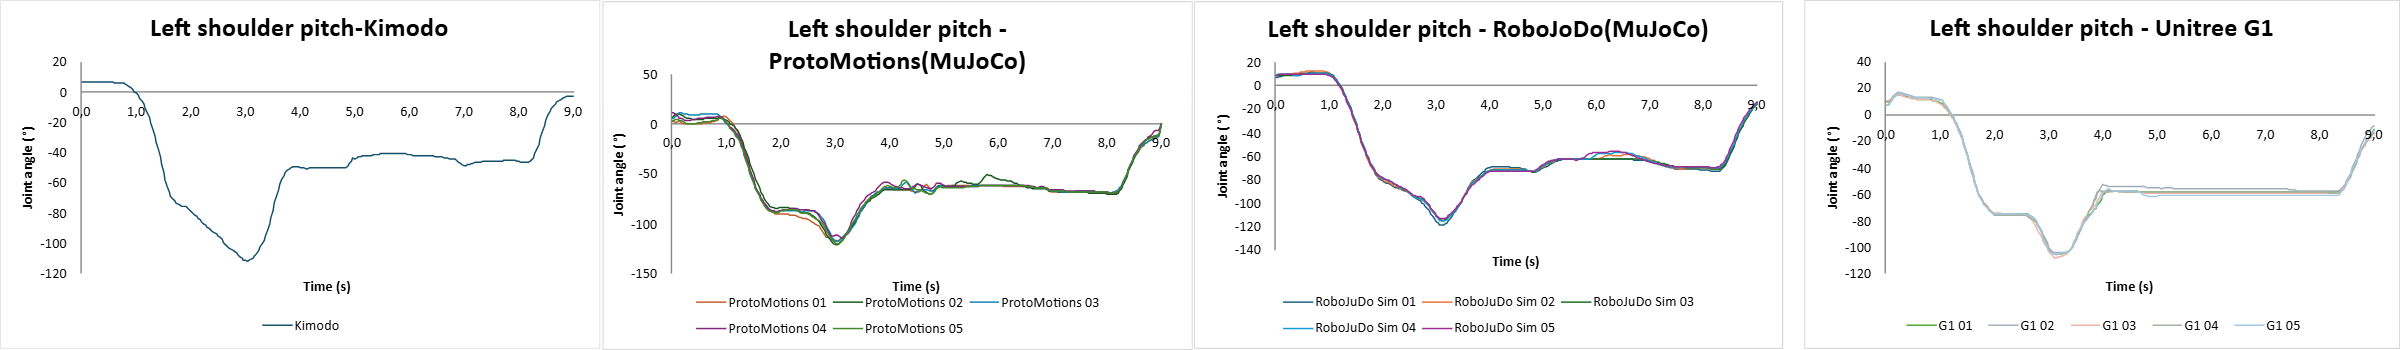 Left shoulder pitch-Kimodo
20
0
-20
-40
-60
-80
-100
-120
0,0 1,0 2,0 3,0 4,0 5,0 6,0 7,0 8,0 9,0
Joint angle (°)
Time (s)
Kimodo
Left shoulder pitch -
ProtoMotions(MuJoCo)
50
0
-50
-100
-150
0,0 1,0 2,0 3,0 4,0 5,0 6,0 7,0 8,0 9,0
Joint angle (°)
Time (s)
ProtoMotions 01 ProtoMotions 02 ProtoMotions 03
ProtoMotions 04 ProtoMotions 05
Left shoulder pitch - RoboJoDo(MuJoCo)
20
0
-20
-40
-60
-80
-100
-120
-140
0,0 1,0 2,0 3,0 4,0 5,0 6,0 7,0 8,0 9,0
Joint angle (°)
Time (s)
RoboJuDo Sim 01 RoboJuDo Sim 02 RoboJuDo Sim 03
RoboJuDo Sim 04 RoboJuDo Sim 05
Left shoulder pitch - Unitree G1
40
20
0
-20
-40
-60
-80
-100
-120
0,0 1,0 2,0 3,0 4,0 5,0 6,0 7,0 8,0 9,0
Joint angle (°)
Time (s)
G1 01 G1 02 G1 03 G1 04 G1 05